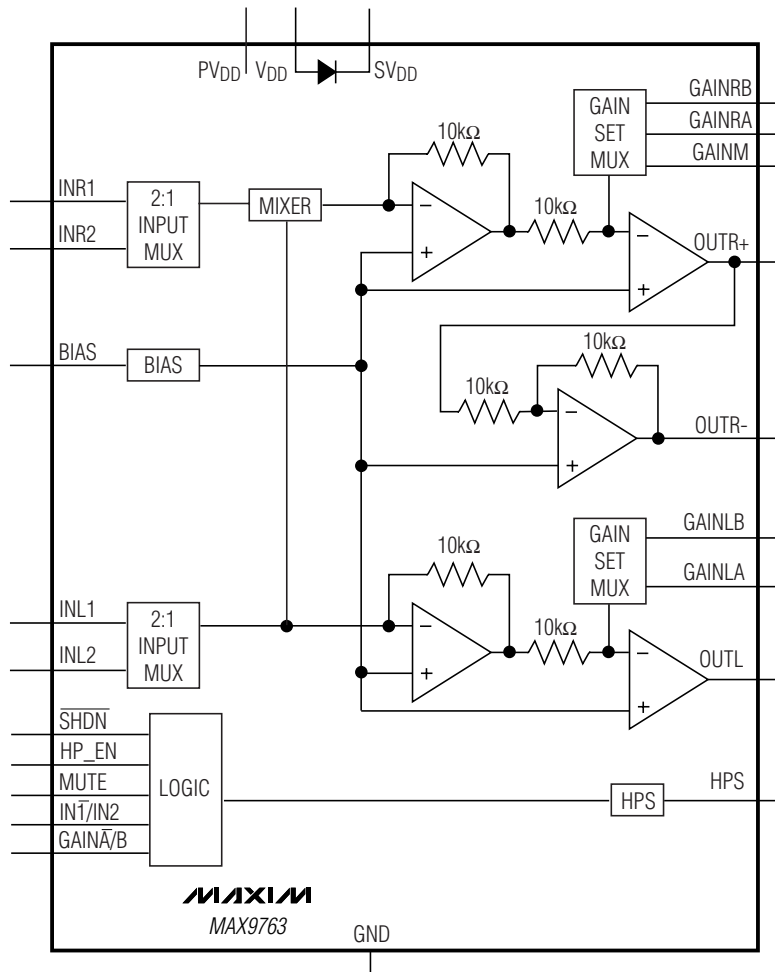 PVDD VDD SVDD
GAINRB
GAINRA
GAINM
GAIN
SET
MUX
10kΩ
INR1
INR2
2:1
INPUT
MUX
MIXER
−
+
10kΩ
−
+
OUTR+
BIAS
BIAS
10kΩ
10kΩ
−
+
OUTR-
GAINLB
GAINLA
GAIN
SET
MUX
10kΩ
INL1
INL2
2:1
INPUT
MUX
−
+
10kΩ
−
+
OUTL
S̅H̅D̅N̅
HP_EN
MUTE
IN1̅/IN2
GAINA̅/B
LOGIC
HPS
HPS
MAXIM
MAX9763
GND